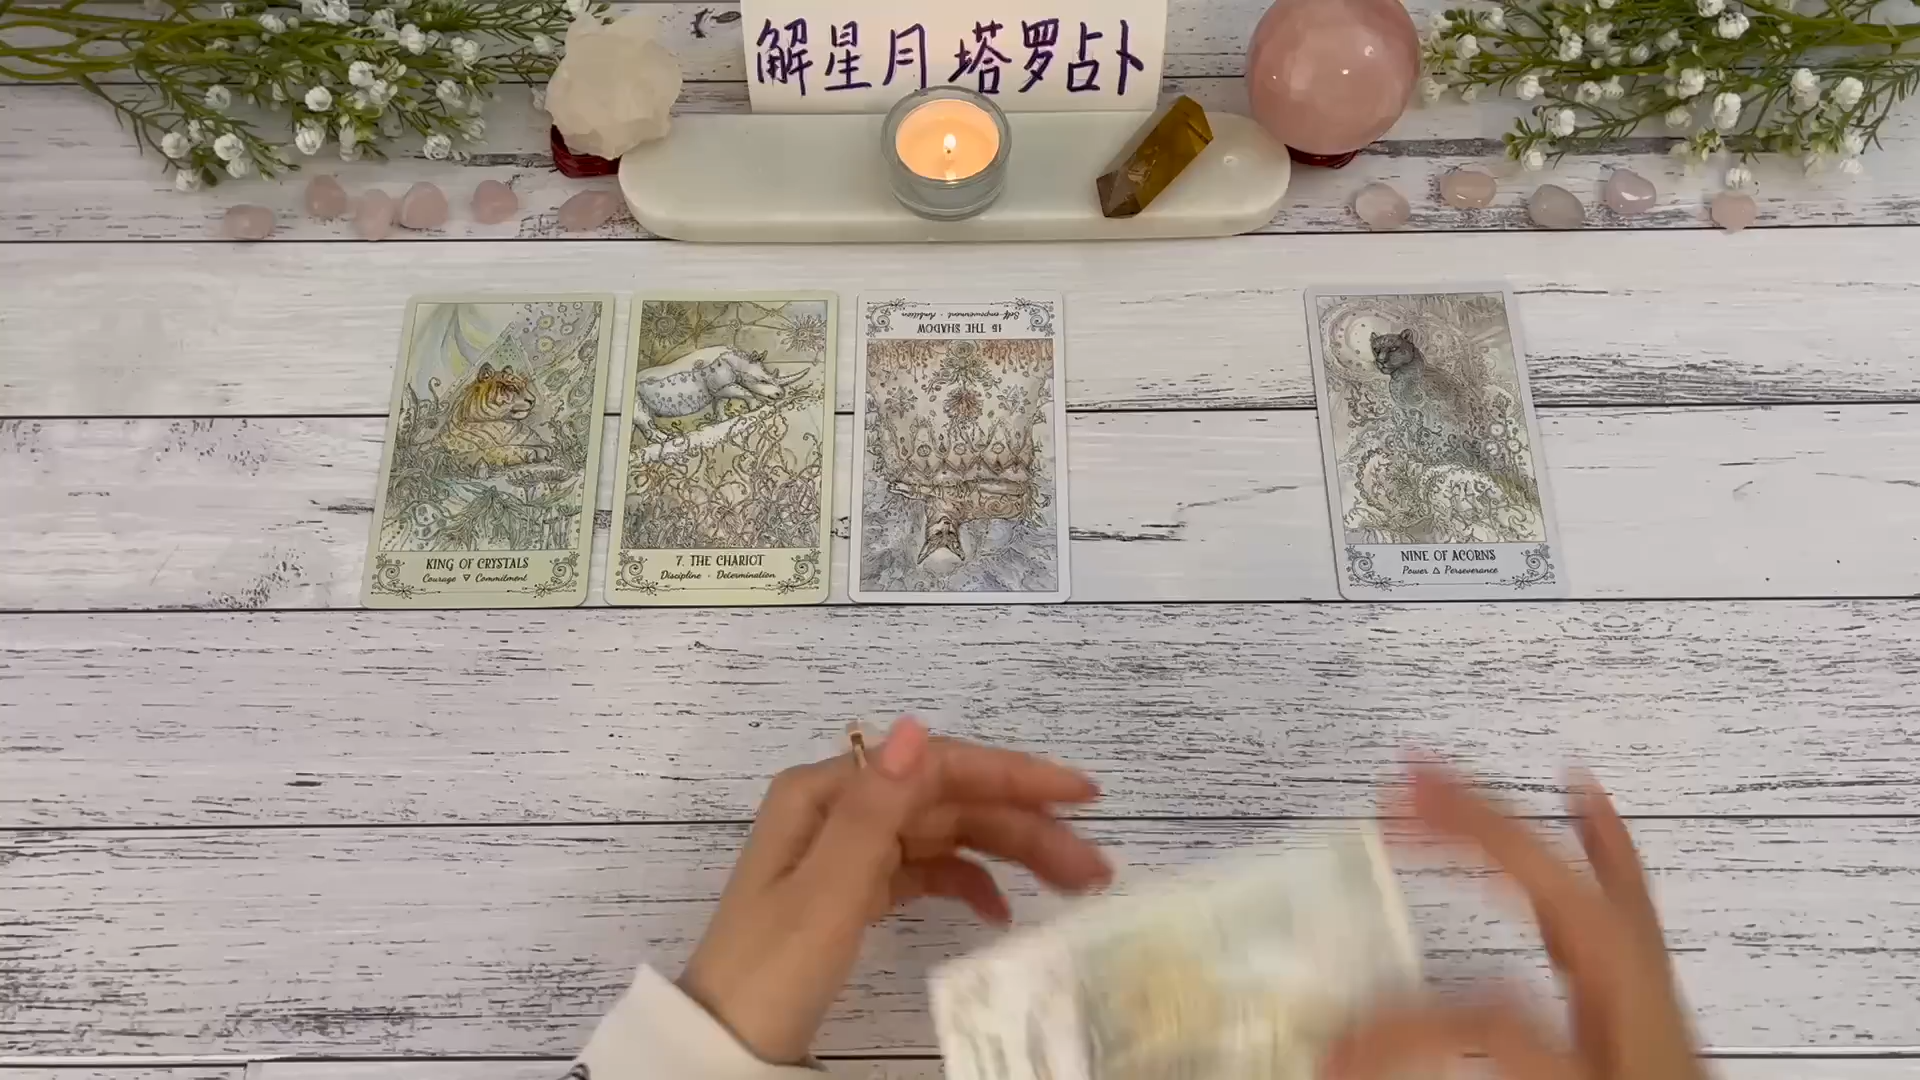 解星月塔罗占卜
KING OF CRYSTALS
Courage ▽ Commitment
7. THE CHARIOT
Discipline · Determination
15 THE SHADOW
Self-empowerment · Ambition
NINE OF ACORNS
Power △ Perseverance